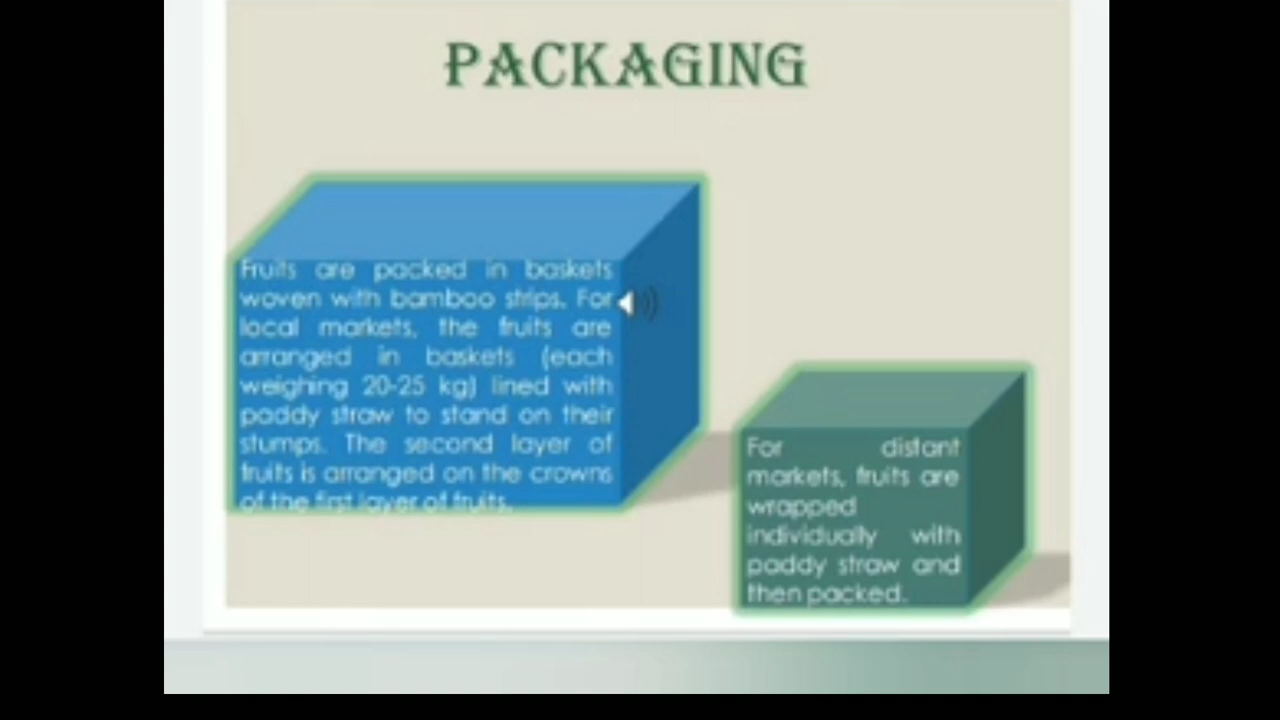 PACKAGING
Fruits are packed in baskets
woven with bamboo strips. For
local markets, the fruits are
arranged in baskets (each
weighing 20-25 kg) lined with
paddy straw to stand on their
stumps. The second layer of
fruits is arranged on the crowns
of the first layer of fruits.
For distant
markets, fruits are
wrapped
individually with
paddy straw and
then packed.